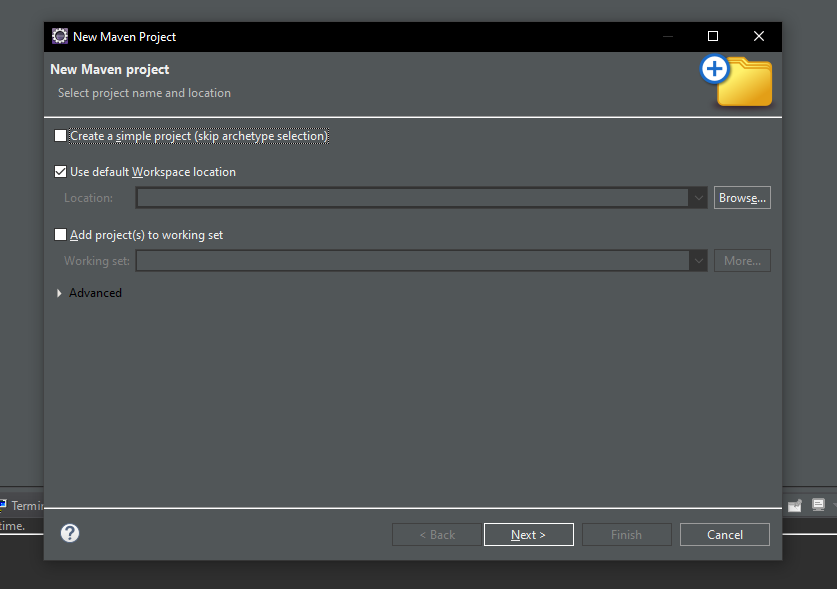 New Maven Project
New Maven project
Select project name and location
Create a simple project (skip archetype selection)
Use default Workspace location
Location:
Browse...
Add project(s) to working set
Working set:
More...
Advanced
time.
< Back
Next >
Finish
Cancel